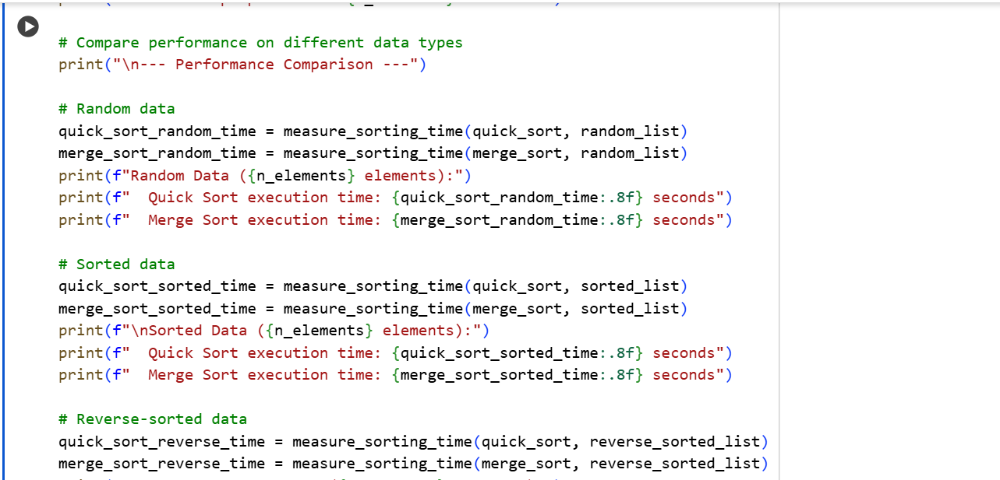 # Compare performance on different data types
print("\n--- Performance Comparison ---")
# Random data
quick_sort_random_time = measure_sorting_time(quick_sort, random_list)
merge_sort_random_time = measure_sorting_time(merge_sort, random_list)
print(f"Random Data ({n_elements} elements):")
print(f"  Quick Sort execution time: {quick_sort_random_time:.8f} seconds")
print(f"  Merge Sort execution time: {merge_sort_random_time:.8f} seconds")
# Sorted data
quick_sort_sorted_time = measure_sorting_time(quick_sort, sorted_list)
merge_sort_sorted_time = measure_sorting_time(merge_sort, sorted_list)
print(f"\nSorted Data ({n_elements} elements):")
print(f"  Quick Sort execution time: {quick_sort_sorted_time:.8f} seconds")
print(f"  Merge Sort execution time: {merge_sort_sorted_time:.8f} seconds")
# Reverse-sorted data
quick_sort_reverse_time = measure_sorting_time(quick_sort, reverse_sorted_list)
merge_sort_reverse_time = measure_sorting_time(merge_sort, reverse_sorted_list)